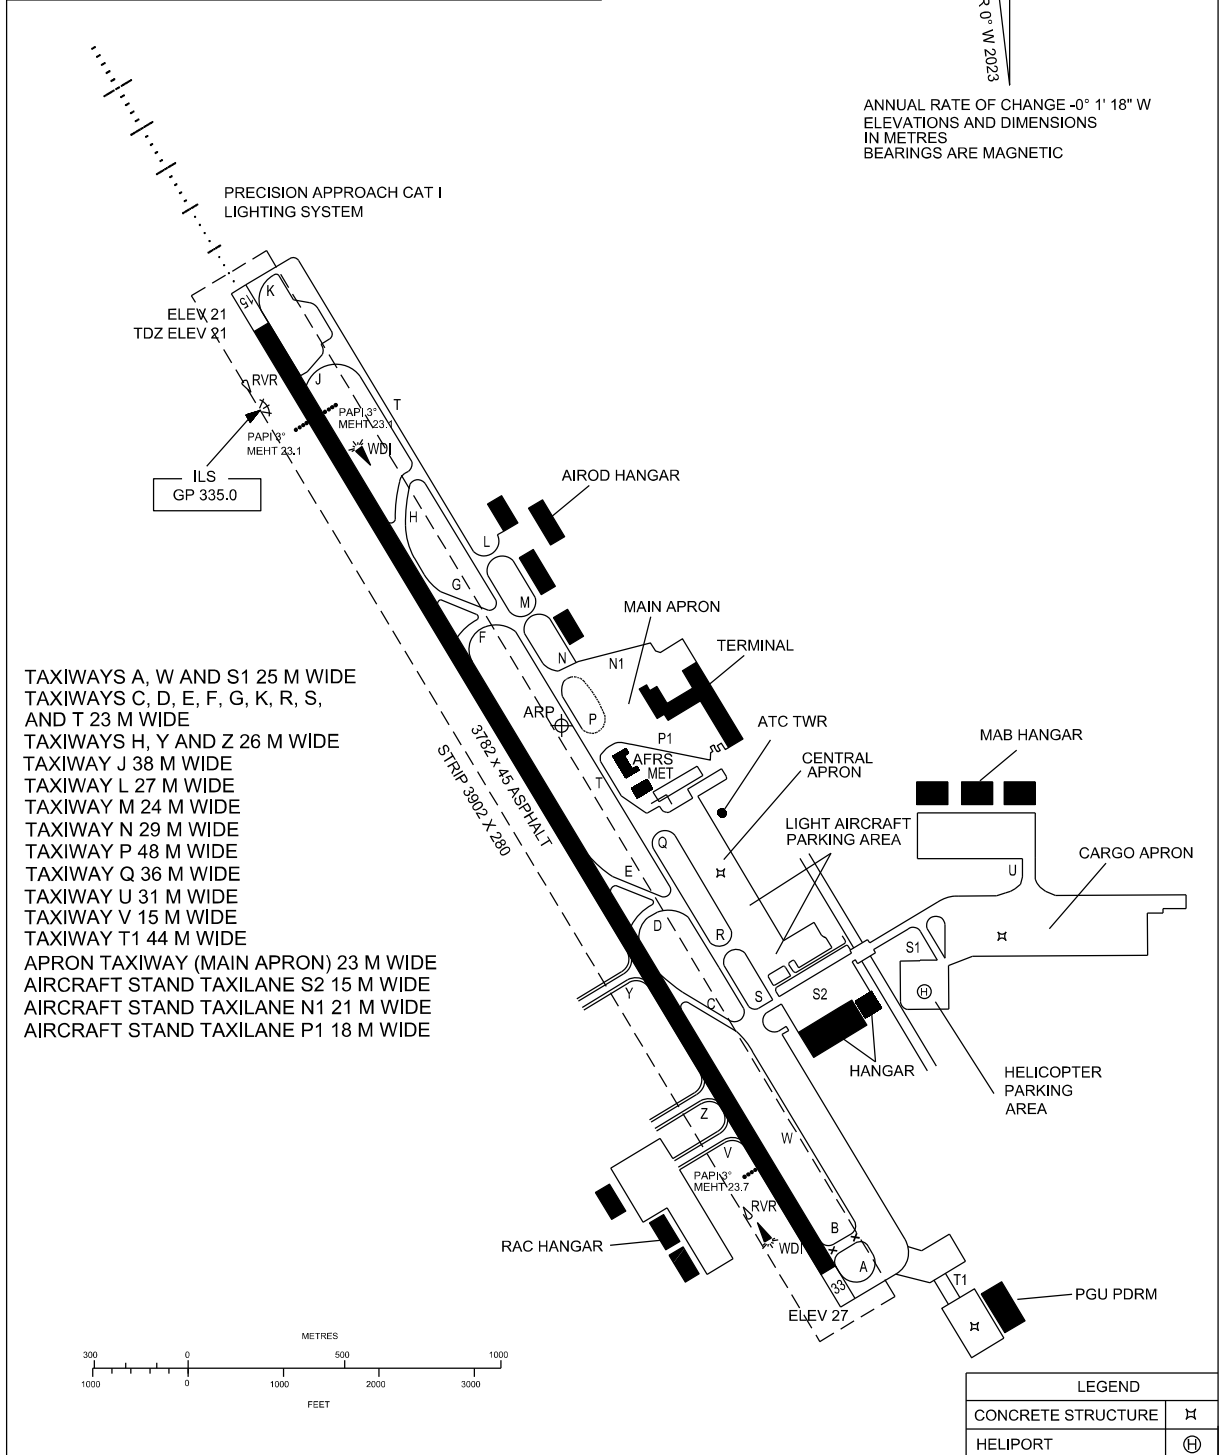 R 0° W 2023
ANNUAL RATE OF CHANGE -0° 1' 18" W
ELEVATIONS AND DIMENSIONS
IN METRES
BEARINGS ARE MAGNETIC
PRECISION APPROACH CAT I
LIGHTING SYSTEM
K
15
ELEV 21
TDZ ELEV 21
RVR
J
T
PAPI 3°
MEHT 23.1
PAPI 3°
MEHT 23.1
WDI
ILS
GP 335.0
AIROD HANGAR
H
L
G
M
MAIN APRON
F
TERMINAL
N
N1
TAXIWAYS A, W AND S1 25 M WIDE
TAXIWAYS C, D, E, F, G, K, R, S,
AND T 23 M WIDE
TAXIWAYS H, Y AND Z 26 M WIDE
TAXIWAY J 38 M WIDE
TAXIWAY L 27 M WIDE
TAXIWAY M 24 M WIDE
TAXIWAY N 29 M WIDE
TAXIWAY P 48 M WIDE
TAXIWAY Q 36 M WIDE
TAXIWAY U 31 M WIDE
TAXIWAY V 15 M WIDE
TAXIWAY T1 44 M WIDE
APRON TAXIWAY (MAIN APRON) 23 M WIDE
AIRCRAFT STAND TAXILANE S2 15 M WIDE
AIRCRAFT STAND TAXILANE N1 21 M WIDE
AIRCRAFT STAND TAXILANE P1 18 M WIDE
ARP
P
P1
ATC TWR
MAB HANGAR
3782 x 45 ASPHALT
STRIP 3902 X 280
AFRS
MET
T
CENTRAL
APRON
LIGHT AIRCRAFT
PARKING AREA
Q
CARGO APRON
E
U
D
R
S1
Y
C
S
S2
H
HANGAR
HELICOPTER
PARKING
AREA
Z
W
V
PAPI 3°
MEHT 23.7
RVR
B
WDI
RAC HANGAR
A
33
T1
ELEV 27
PGU PDRM
METRES
300 0 500 1000
1000 0 1000 2000 3000
FEET
LEGEND
CONCRETE STRUCTURE
HELIPORT H